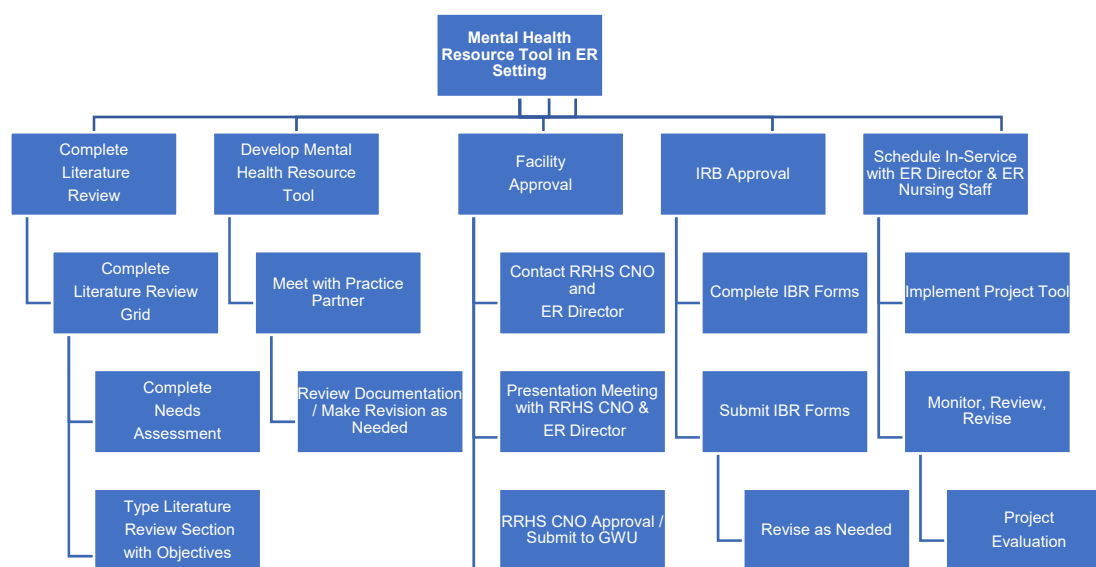 Mental Health
Resource Tool in ER
Setting
Complete
Literature
Review
Develop Mental
Health Resource
Tool
Facility
Approval
IRB Approval
Schedule In-Service
with ER Director & ER
Nursing Staff
Complete
Literature Review
Grid
Meet with Practice
Partner
Contact RRHS CNO
and
ER Director
Complete IBR Forms
Implement Project Tool
Complete
Needs
Assessment
Review Documentation
/ Make Revision as
Needed
Presentation Meeting
with RRHS CNO &
ER Director
Submit IBR Forms
Monitor, Review,
Revise
Type Literature
Review Section
with Objectives
RRHS CNO Approval /
Submit to GWU
Revise as Needed
Project
Evaluation